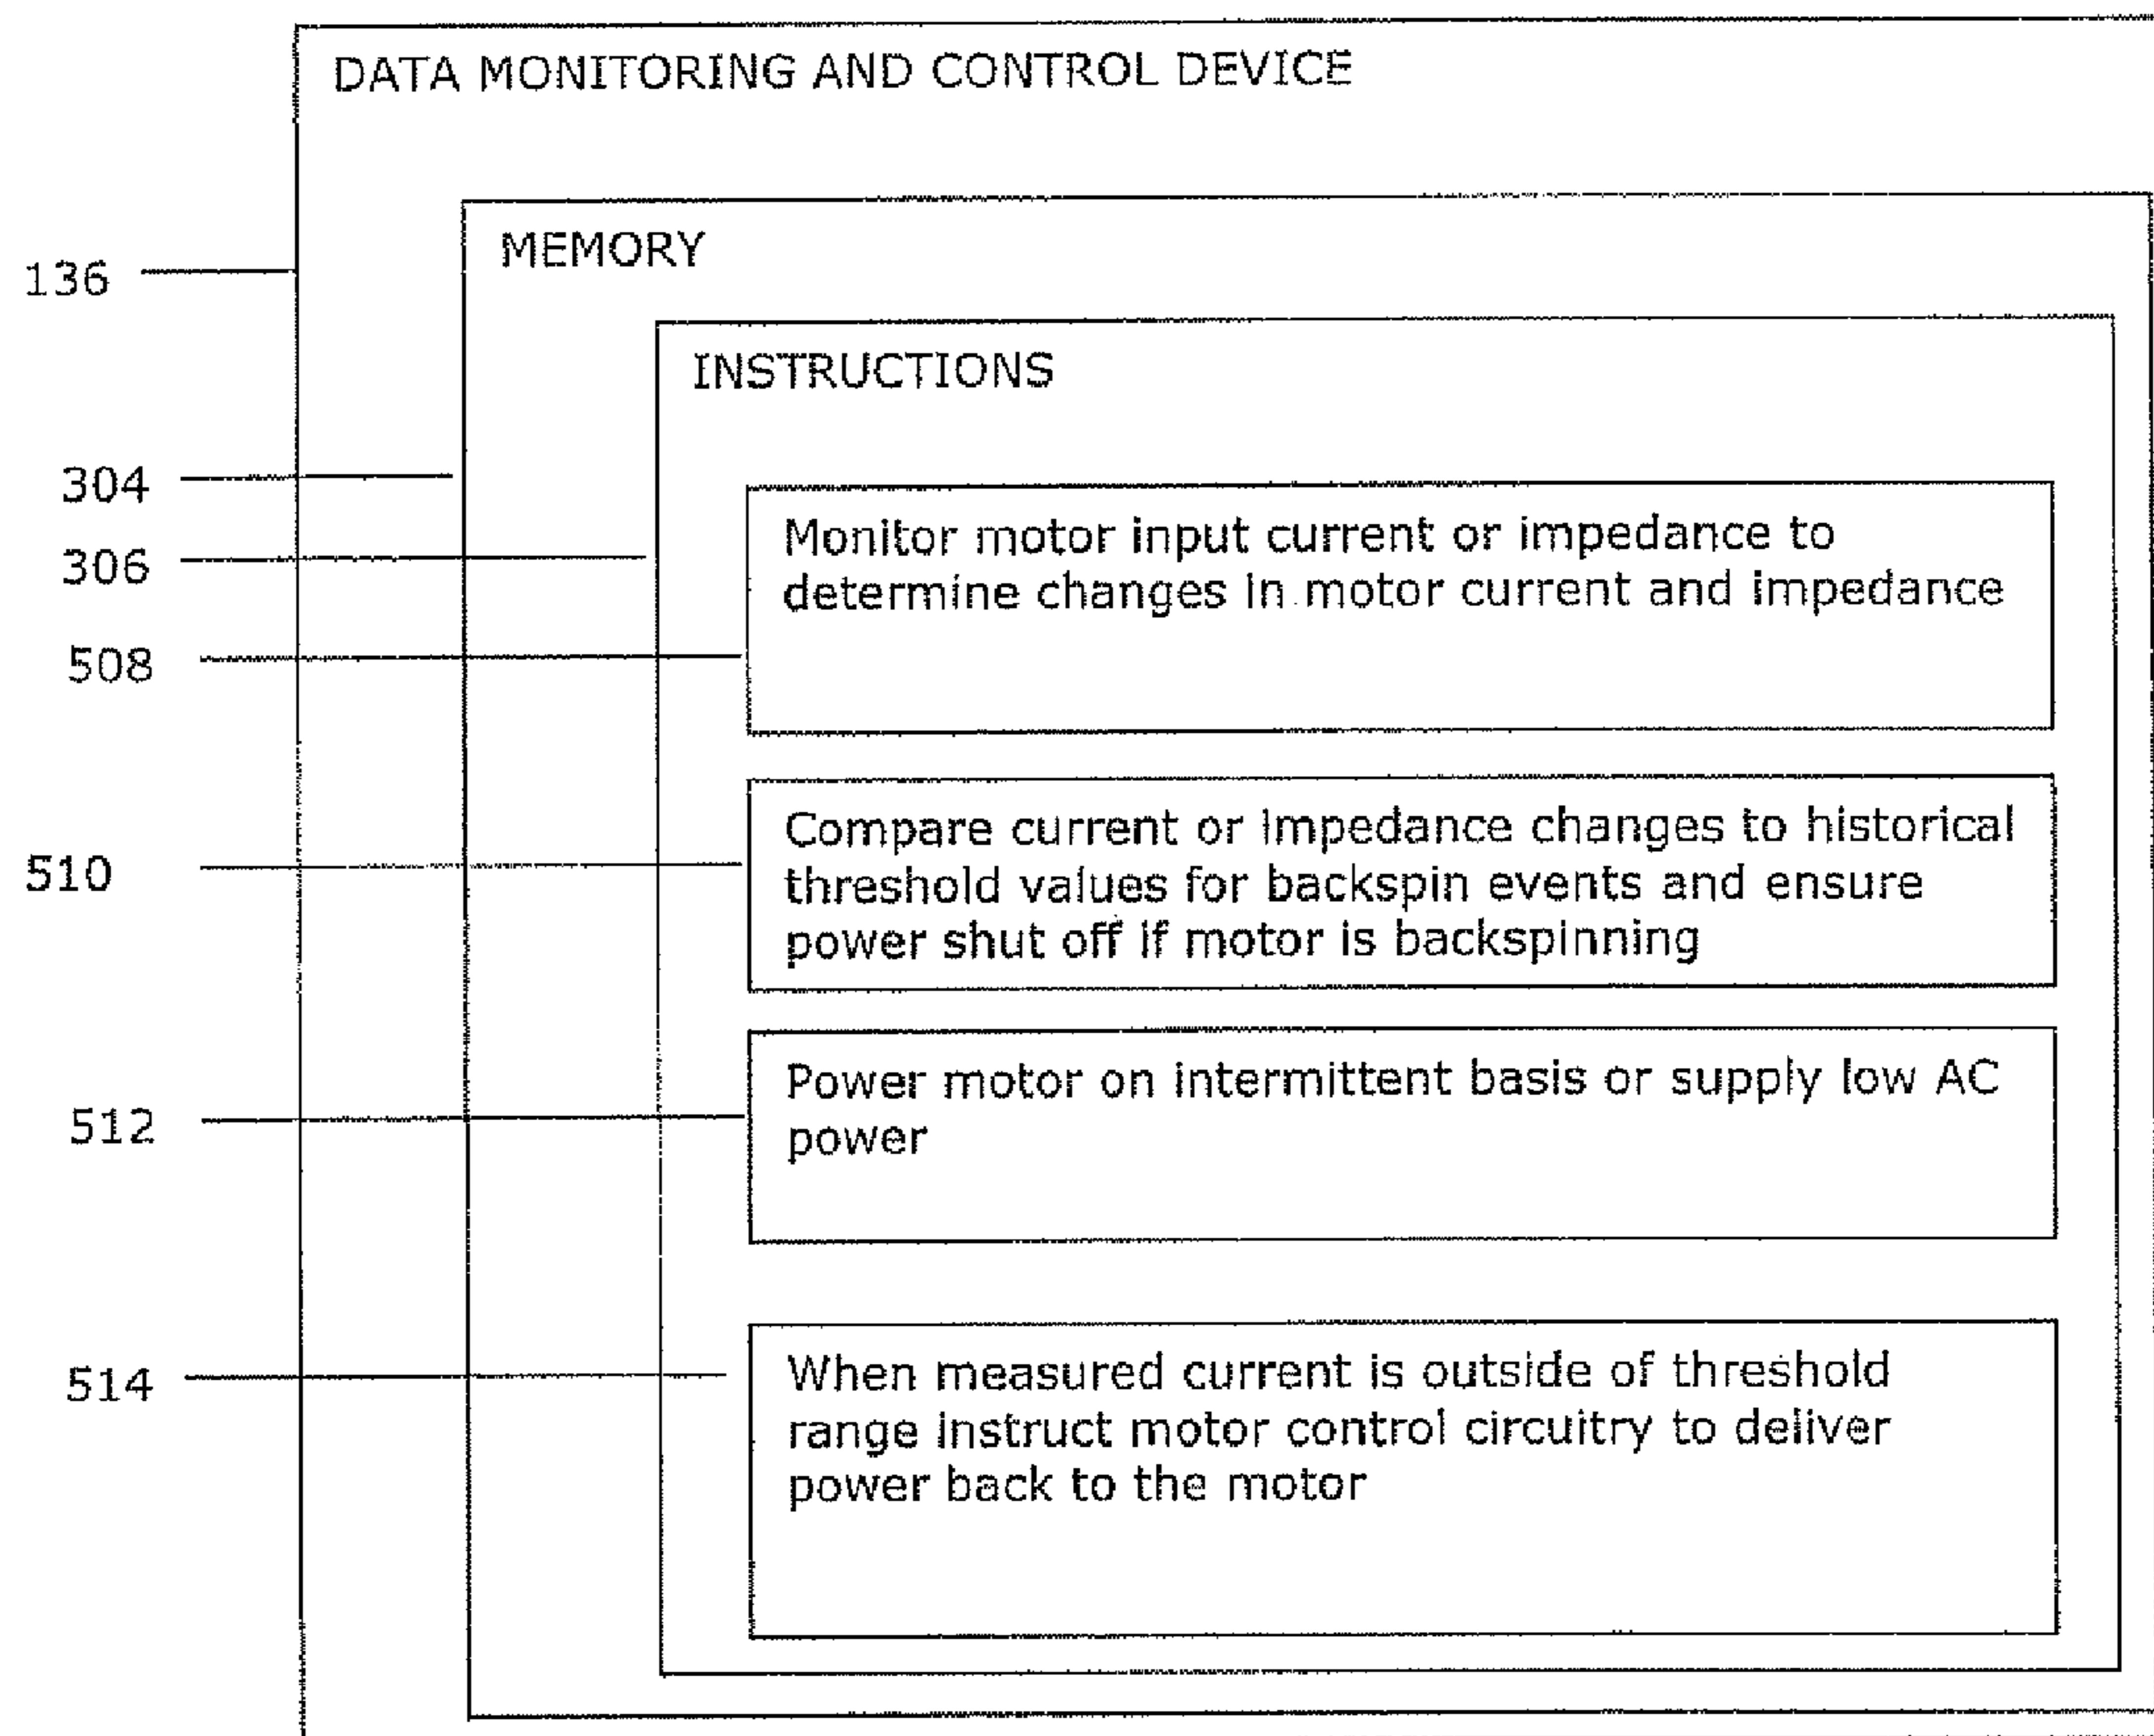 DATA MONITORING AND CONTROL DEVICE
MEMORY
136
INSTRUCTIONS
304
Monitor motor input current or impedance to
306
determine changes in motor current and impedance
508
Compare current or impedance changes to historical
510
threshold values for backspin events and ensure
power shut off if motor is backspinning
Power motor on intermittent basis or supply low AC
512
power
When measured current is outside of threshold
514
range instruct motor control circuitry to deliver
power back to the motor